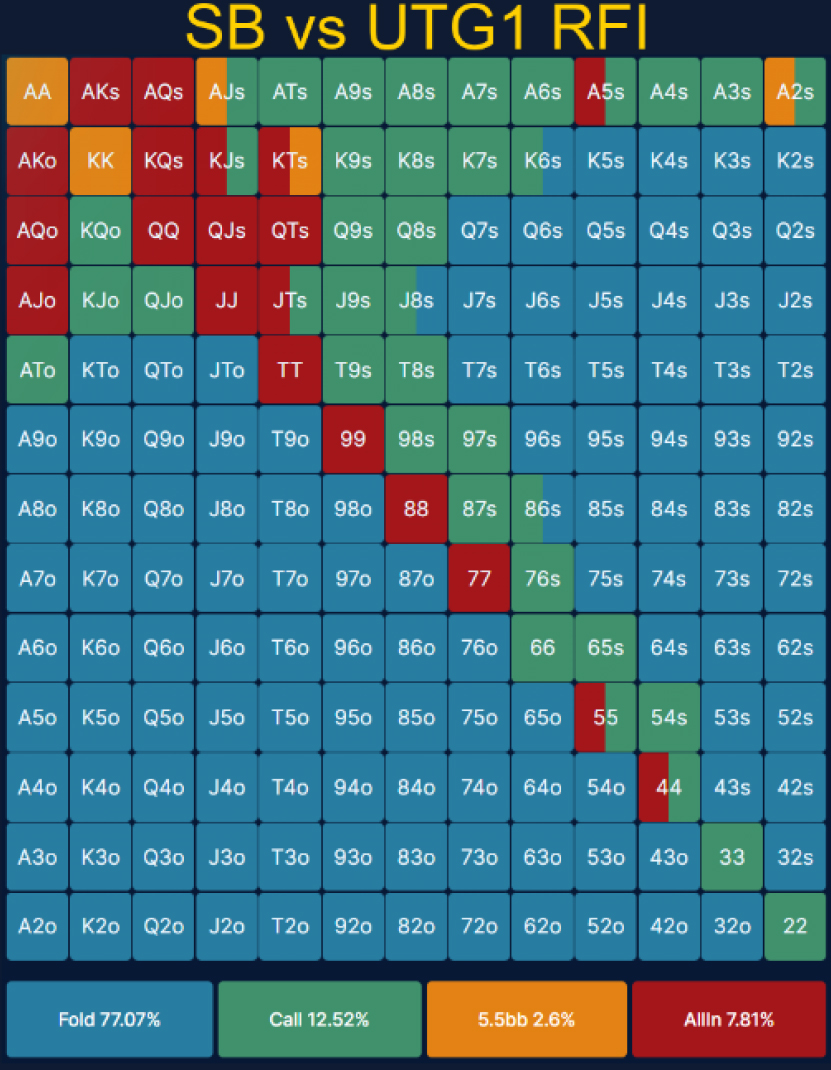 SB vs UTG1 RFI
AA AKs AQs AJs ATs A9s A8s A7s A6s A5s A4s A3s A2s
AKo KK KQs KJs KTs K9s K8s K7s K6s K5s K4s K3s K2s
AQo KQo QQ QJs QTs Q9s Q8s Q7s Q6s Q5s Q4s Q3s Q2s
AJo KJo QJo JJ JTs J9s J8s J7s J6s J5s J4s J3s J2s
ATo KTo QTo JTo TT T9s T8s T7s T6s T5s T4s T3s T2s
A9o K9o Q9o J9o T9o 99 98s 97s 96s 95s 94s 93s 92s
A8o K8o Q8o J8o T8o 98o 88 87s 86s 85s 84s 83s 82s
A7o K7o Q7o J7o T7o 97o 87o 77 76s 75s 74s 73s 72s
A6o K6o Q6o J6o T6o 96o 86o 76o 66 65s 64s 63s 62s
A5o K5o Q5o J5o T5o 95o 85o 75o 65o 55 54s 53s 52s
A4o K4o Q4o J4o T4o 94o 84o 74o 64o 54o 44 43s 42s
A3o K3o Q3o J3o T3o 93o 83o 73o 63o 53o 43o 33 32s
A2o K2o Q2o J2o T2o 92o 82o 72o 62o 52o 42o 32o 22
Fold 77.07% Call 12.52% 5.5bb 2.6% AllIn 7.81%